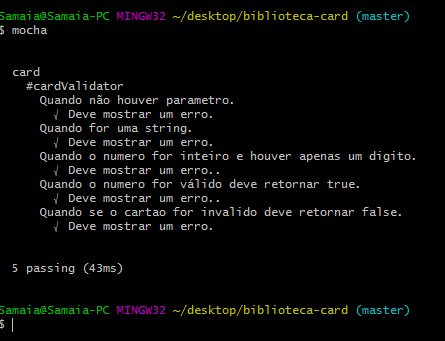 Samaia@Samaia-PC MINGW32 ~/desktop/biblioteca-card (master)
$ mocha
card
#cardValidator
Quando não houver parametro.
√ Deve mostrar um erro.
Quando for uma string.
√ Deve mostrar um erro.
Quando o numero for inteiro e houver apenas um digito.
√ Deve mostrar um erro..
Quando o numero for válido deve retornar true.
√ Deve mostrar um erro..
Quando se o cartao for invalido deve retornar false.
√ Deve mostrar um erro.
5 passing (43ms)
Samaia@Samaia-PC MINGW32 ~/desktop/biblioteca-card (master)
$